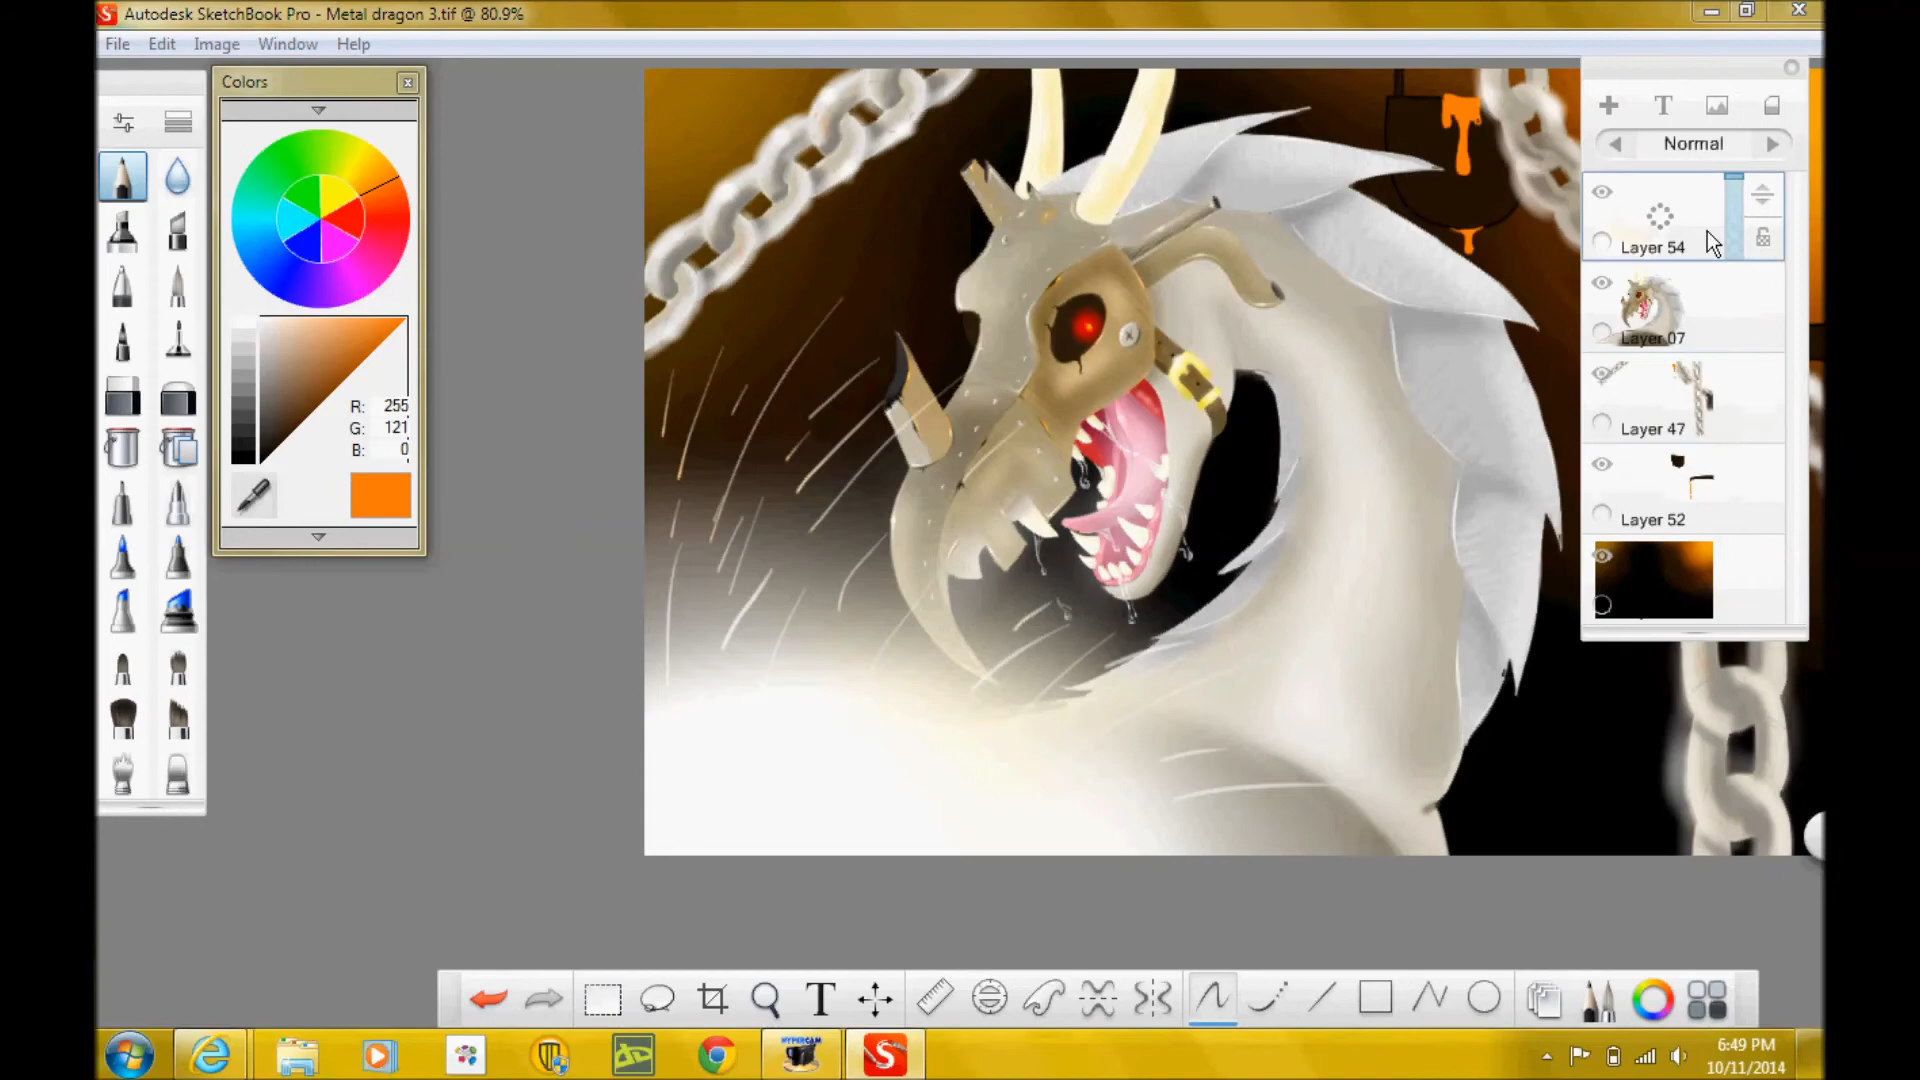 Autodesk SketchBook Pro - Metal dragon 3.tif @ 80.9%
File Edit Image Window Help
Colors
R: 255
G: 121
B: 0
Normal
Layer 54
Layer 07
Layer 47
Layer 52
T
HYPERCAM
6:49 PM
10/11/2014